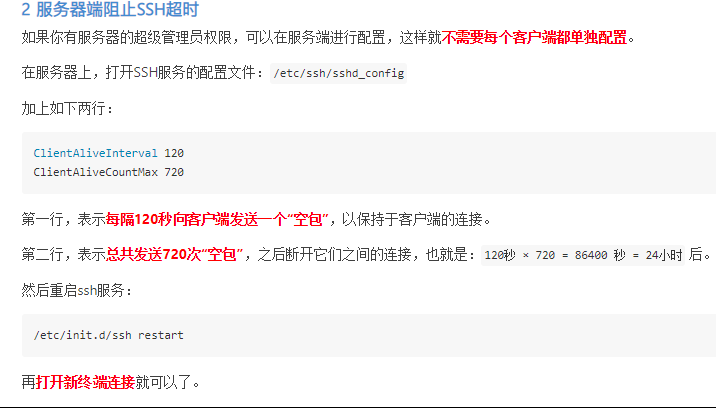 2 服务器端阻止SSH超时
如果你有服务器的超级管理员权限，可以在服务端进行配置，这样就不需要每个客户端都单独配置。
在服务器上，打开SSH服务的配置文件：/etc/ssh/sshd_config
加上如下两行：
ClientAliveInterval 120
ClientAliveCountMax 720
第一行，表示每隔120秒向客户端发送一个“空包”，以保持于客户端的连接。
第二行，表示总共发送720次“空包”，之后断开它们之间的连接，也就是：120秒 × 720 = 86400 秒 = 24小时 后。
然后重启ssh服务：
/etc/init.d/ssh restart
再打开新终端连接就可以了。